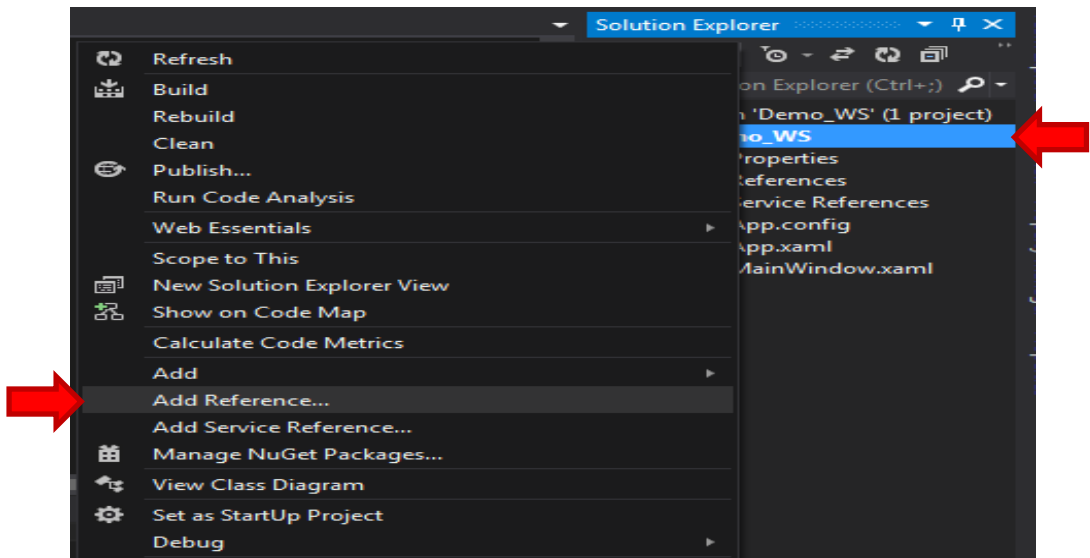 Solution Explorer
on Explorer (Ctrl+;)
Refresh
Build
Rebuild
Clean
Publish...
Run Code Analysis
Web Essentials
Scope to This
New Solution Explorer View
Show on Code Map
Calculate Code Metrics
Add
Add Reference...
Add Service Reference...
Manage NuGet Packages...
View Class Diagram
Set as StartUp Project
Debug
'Demo_WS' (1 project)
mo_WS
Properties
References
Service References
App.config
App.xaml
MainWindow.xaml